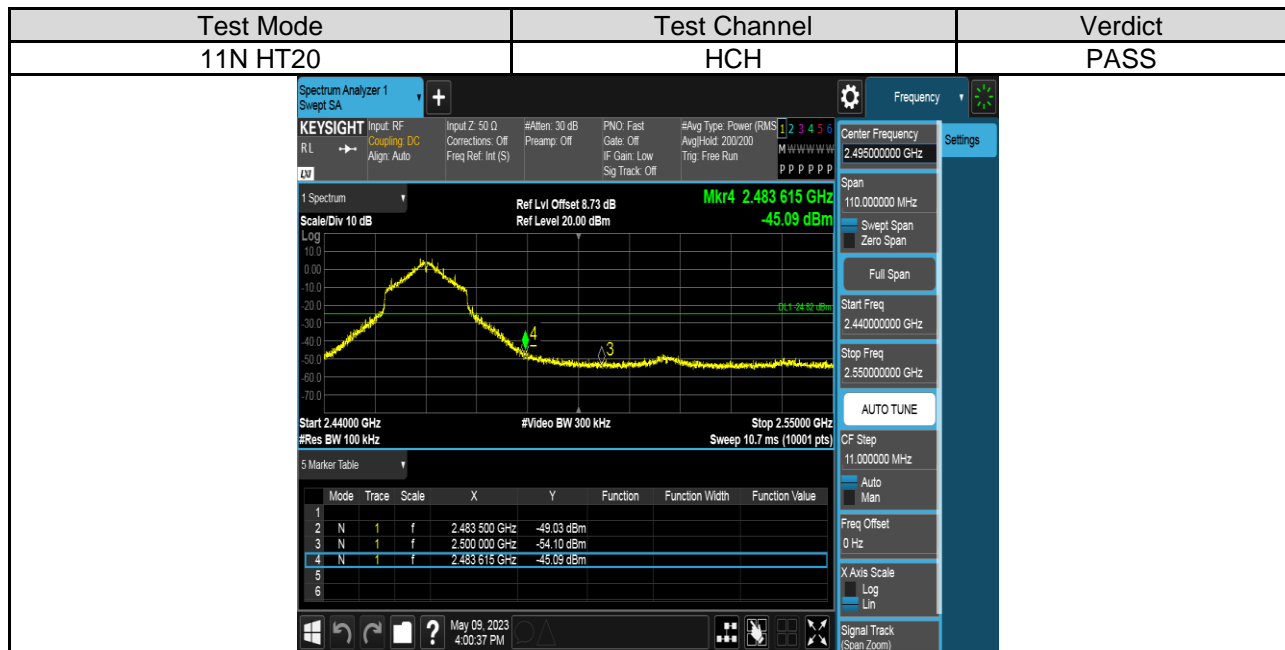 Test Mode Test Channel Verdict
11N HT20 HCH PASS
Spectrum Analyzer 1
Swept SA
Frequency
KEYSIGHT Input: RF Input Z: 50 Ω #Atten: 30 dB PNO: Fast #Avg Type: Power (RMS 1 2 3 4 5 6
RL Coupling: DC Corrections: Off Preamp: Off Gate: Off Avg|Hold: 200/200 M W W W W W
Align: Auto Freq Ref: Int (S) IF Gain: Low Trig: Free Run
LXI Sig Track: Off P P P P P P
1 Spectrum
Ref Lvl Offset 8.73 dB Mkr4 2.483 615 GHz
Scale/Div 10 dB Ref Level 20.00 dBm -45.09 dBm
Log
10.0
0.00
-10.0
-20.0
DL1 -24.82 dBm
-30.0
-40.0
4
3
-50.0
-60.0
-70.0
Start 2.44000 GHz #Video BW 300 kHz Stop 2.55000 GHz
#Res BW 100 kHz Sweep 10.7 ms (10001 pts)
5 Marker Table
Mode Trace Scale X Y Function Function Width Function Value
1
2 N 1 f 2.483 500 GHz -49.03 dBm
3 N 1 f 2.500 000 GHz -54.10 dBm
4 N 1 f 2.483 615 GHz -45.09 dBm
5
6
? May 09, 2023
4:00:37 PM
Center Frequency
2.495000000 GHz
Settings
Span
110.000000 MHz
Swept Span
Zero Span
Full Span
Start Freq
2.440000000 GHz
Stop Freq
2.550000000 GHz
AUTO TUNE
CF Step
11.000000 MHz
Auto
Man
Freq Offset
0 Hz
X Axis Scale
Log
Lin
Signal Track
(Span Zoom)